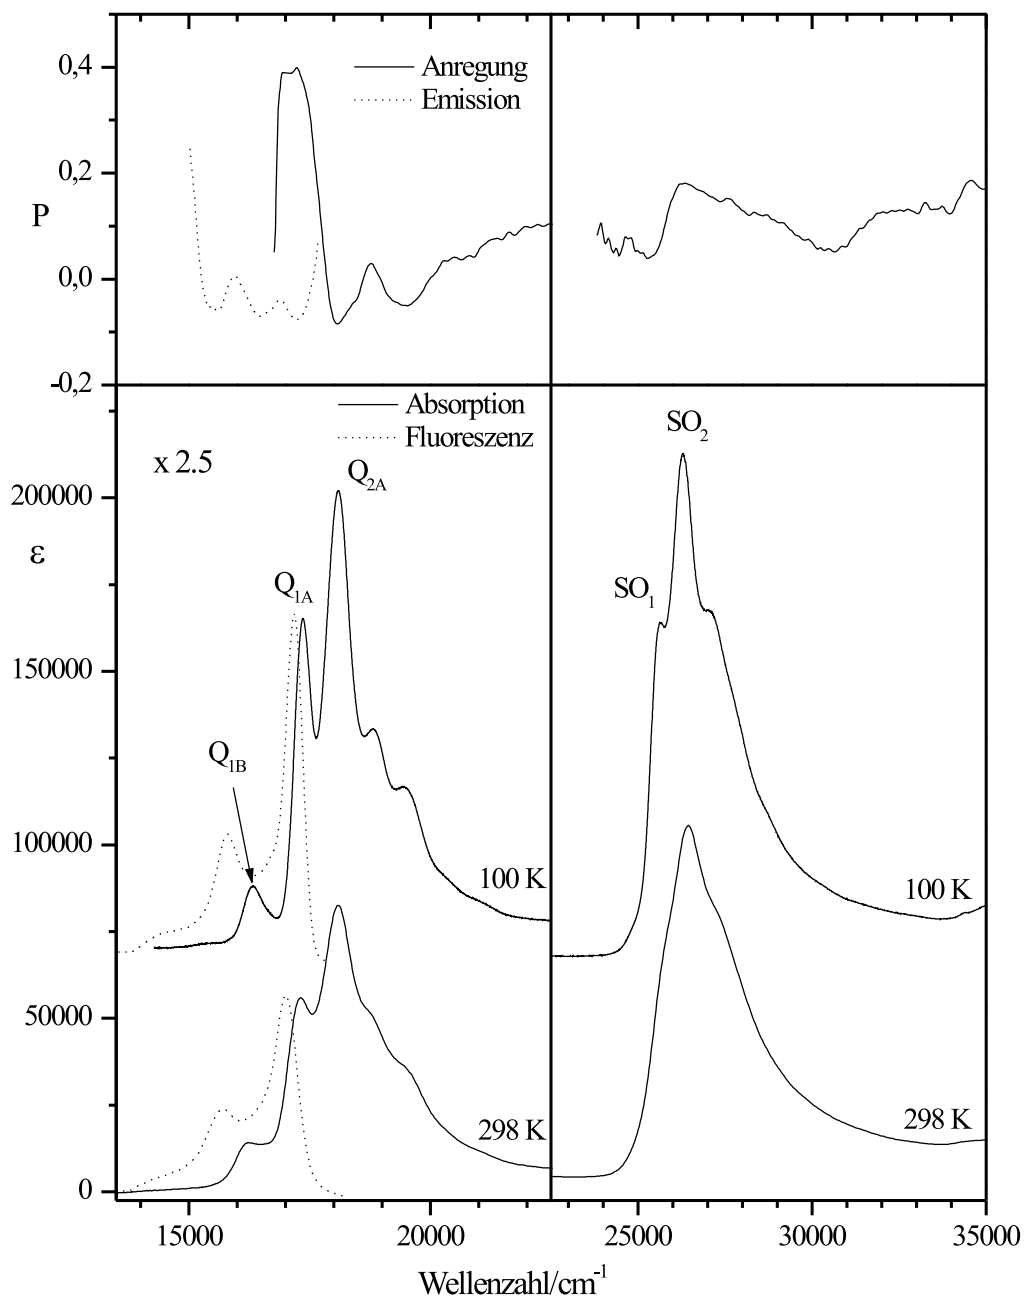 0,4
Anregung
Emission
0,2
P
0,0
-0,2
Absorption
Fluoreszenz
SO2
x 2.5
Q2A
200000
ε
Q1A
SO1
150000
Q1B
100000
100 K
100 K
50000
298 K
298 K
0
15000 20000 25000 30000 35000
Wellenzahl/cm-1